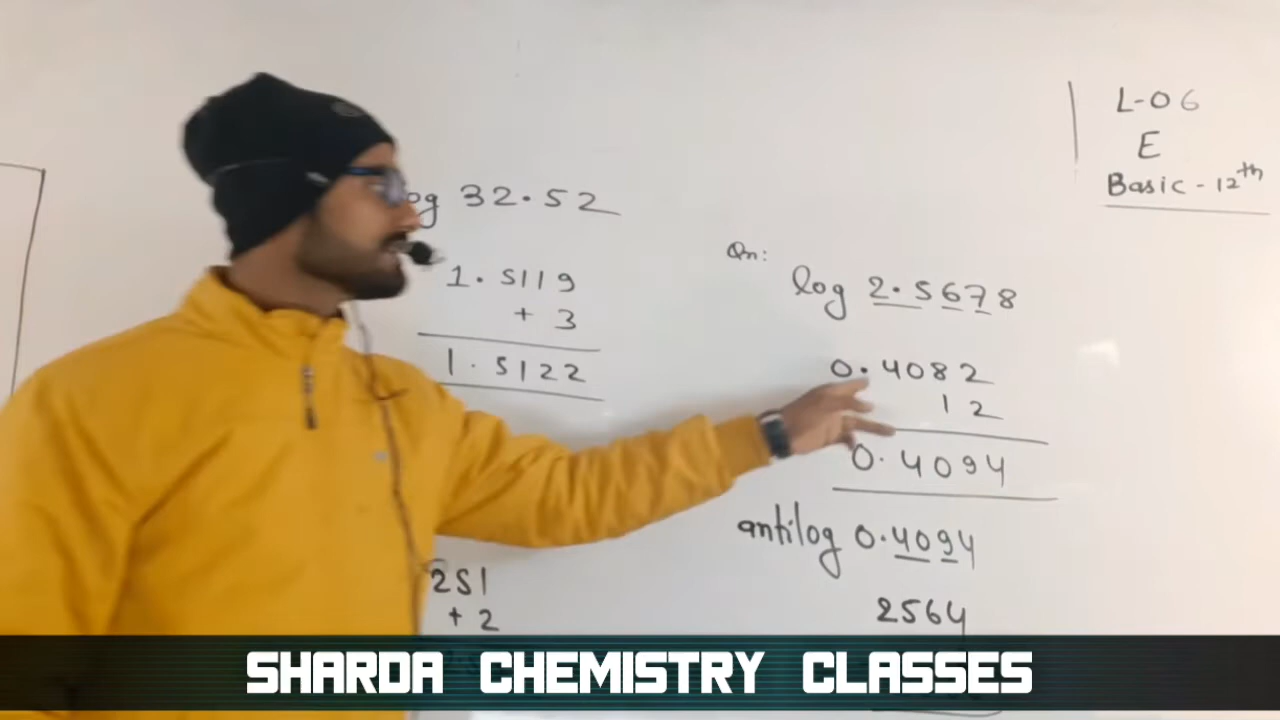 L-06
E
Basic - 12th
og 32.52
1.5119
+ 3
1.5122
251
+ 2
Qn:
log 2.5678
0.4082
12
0.4094
antilog 0.4094
2564
SHARDA CHEMISTRY CLASSES